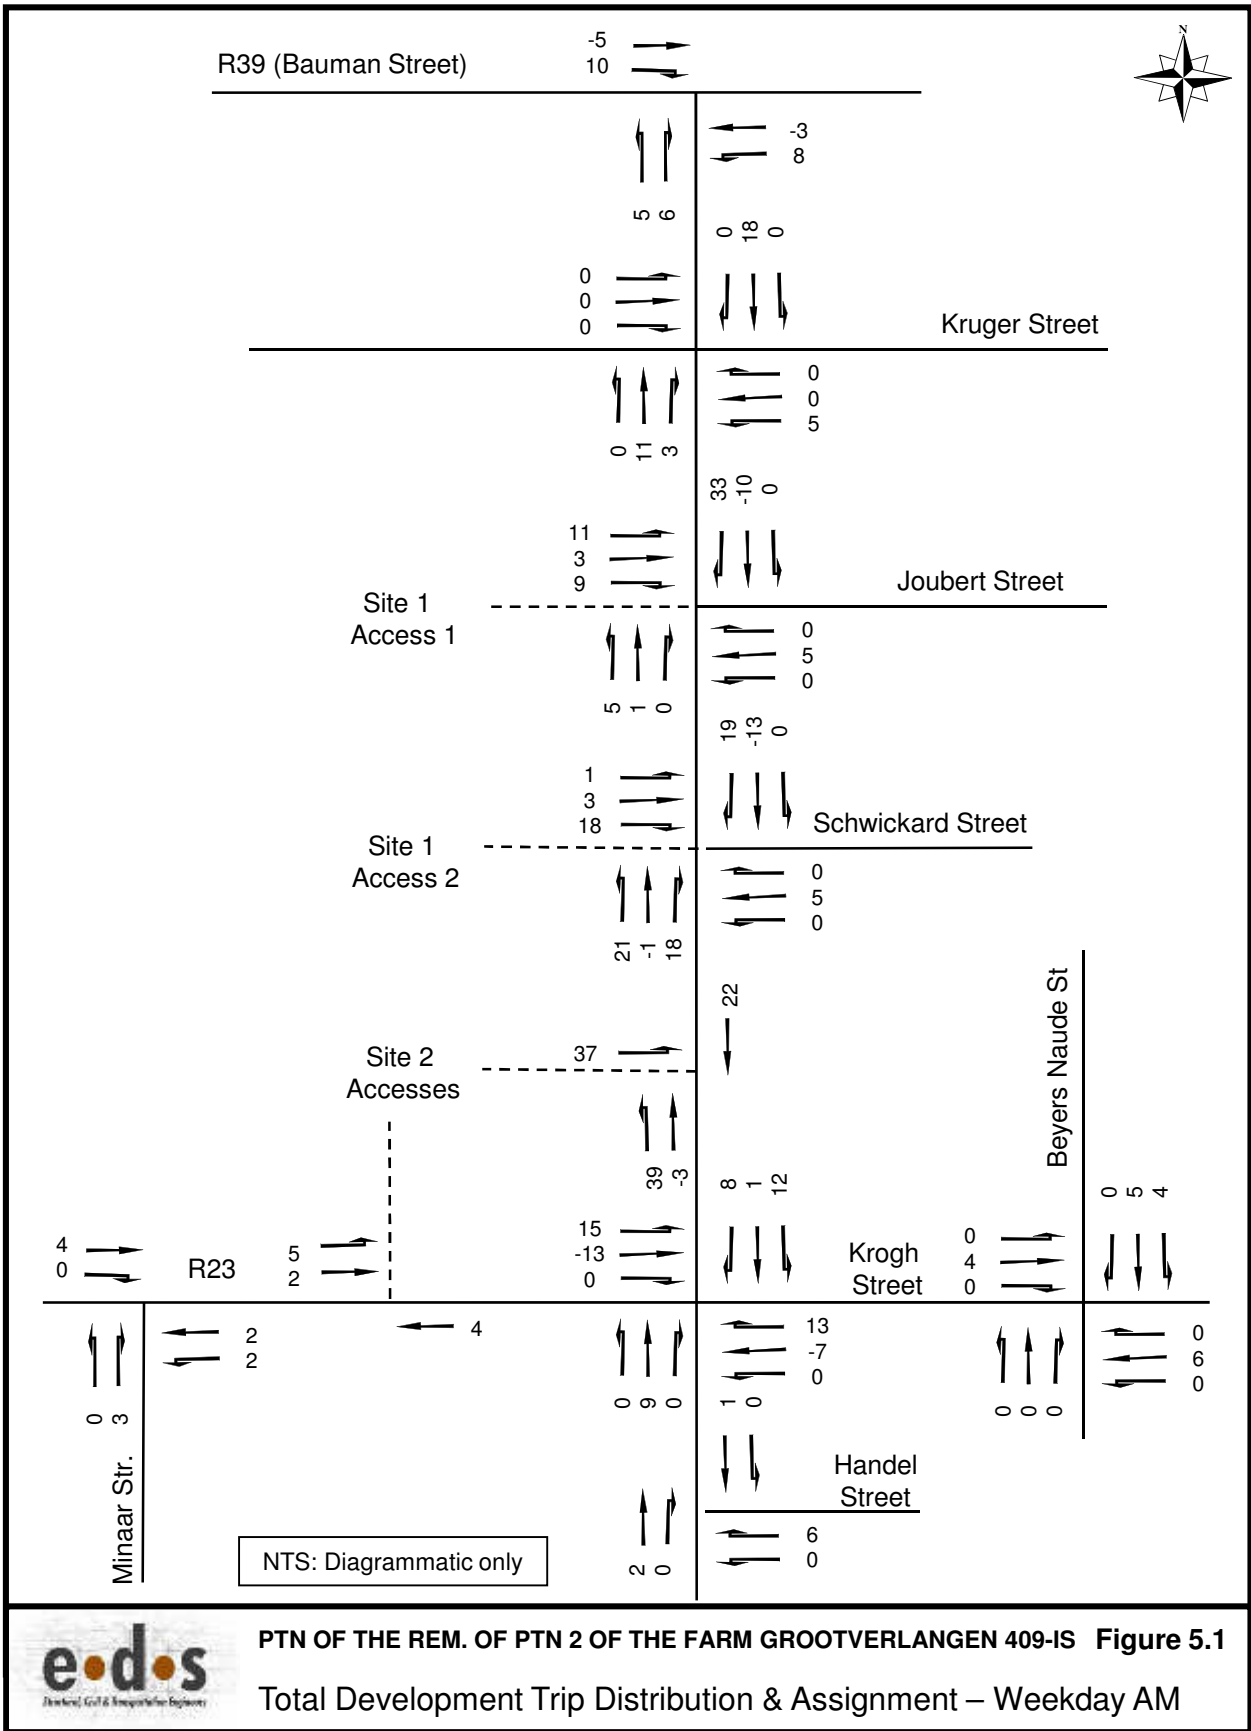 N
-5
R39 (Bauman Street)
10
-3
8
5 6
0 18 0
0
0
0
Kruger Street
0
0
5
0 11 3
33 -10 0
11
3
9
Joubert Street
Site 1
Access 1
0
5
0
5 1 0
19 -13 0
1
3
18
Schwickard Street
Site 1
Access 2
0
5
0
21 -1 18
22
Beyers Naude St
37
Site 2
Accesses
39 -3
8 1 12
0 5 4
4
0
R23
5
2
15
-13
0
Krogh
Street
0
4
0
2
2
4
13
-7
0
0
6
0
0 3
0 9 0
1 0
0 0 0
Minaar Str.
Handel
Street
6
0
2 0
NTS: Diagrammatic only
e•d•s
Structural, Civil & Transportation Engineers
PTN OF THE REM. OF PTN 2 OF THE FARM GROOTVERLANGEN 409-IS Figure 5.1
Total Development Trip Distribution & Assignment – Weekday AM